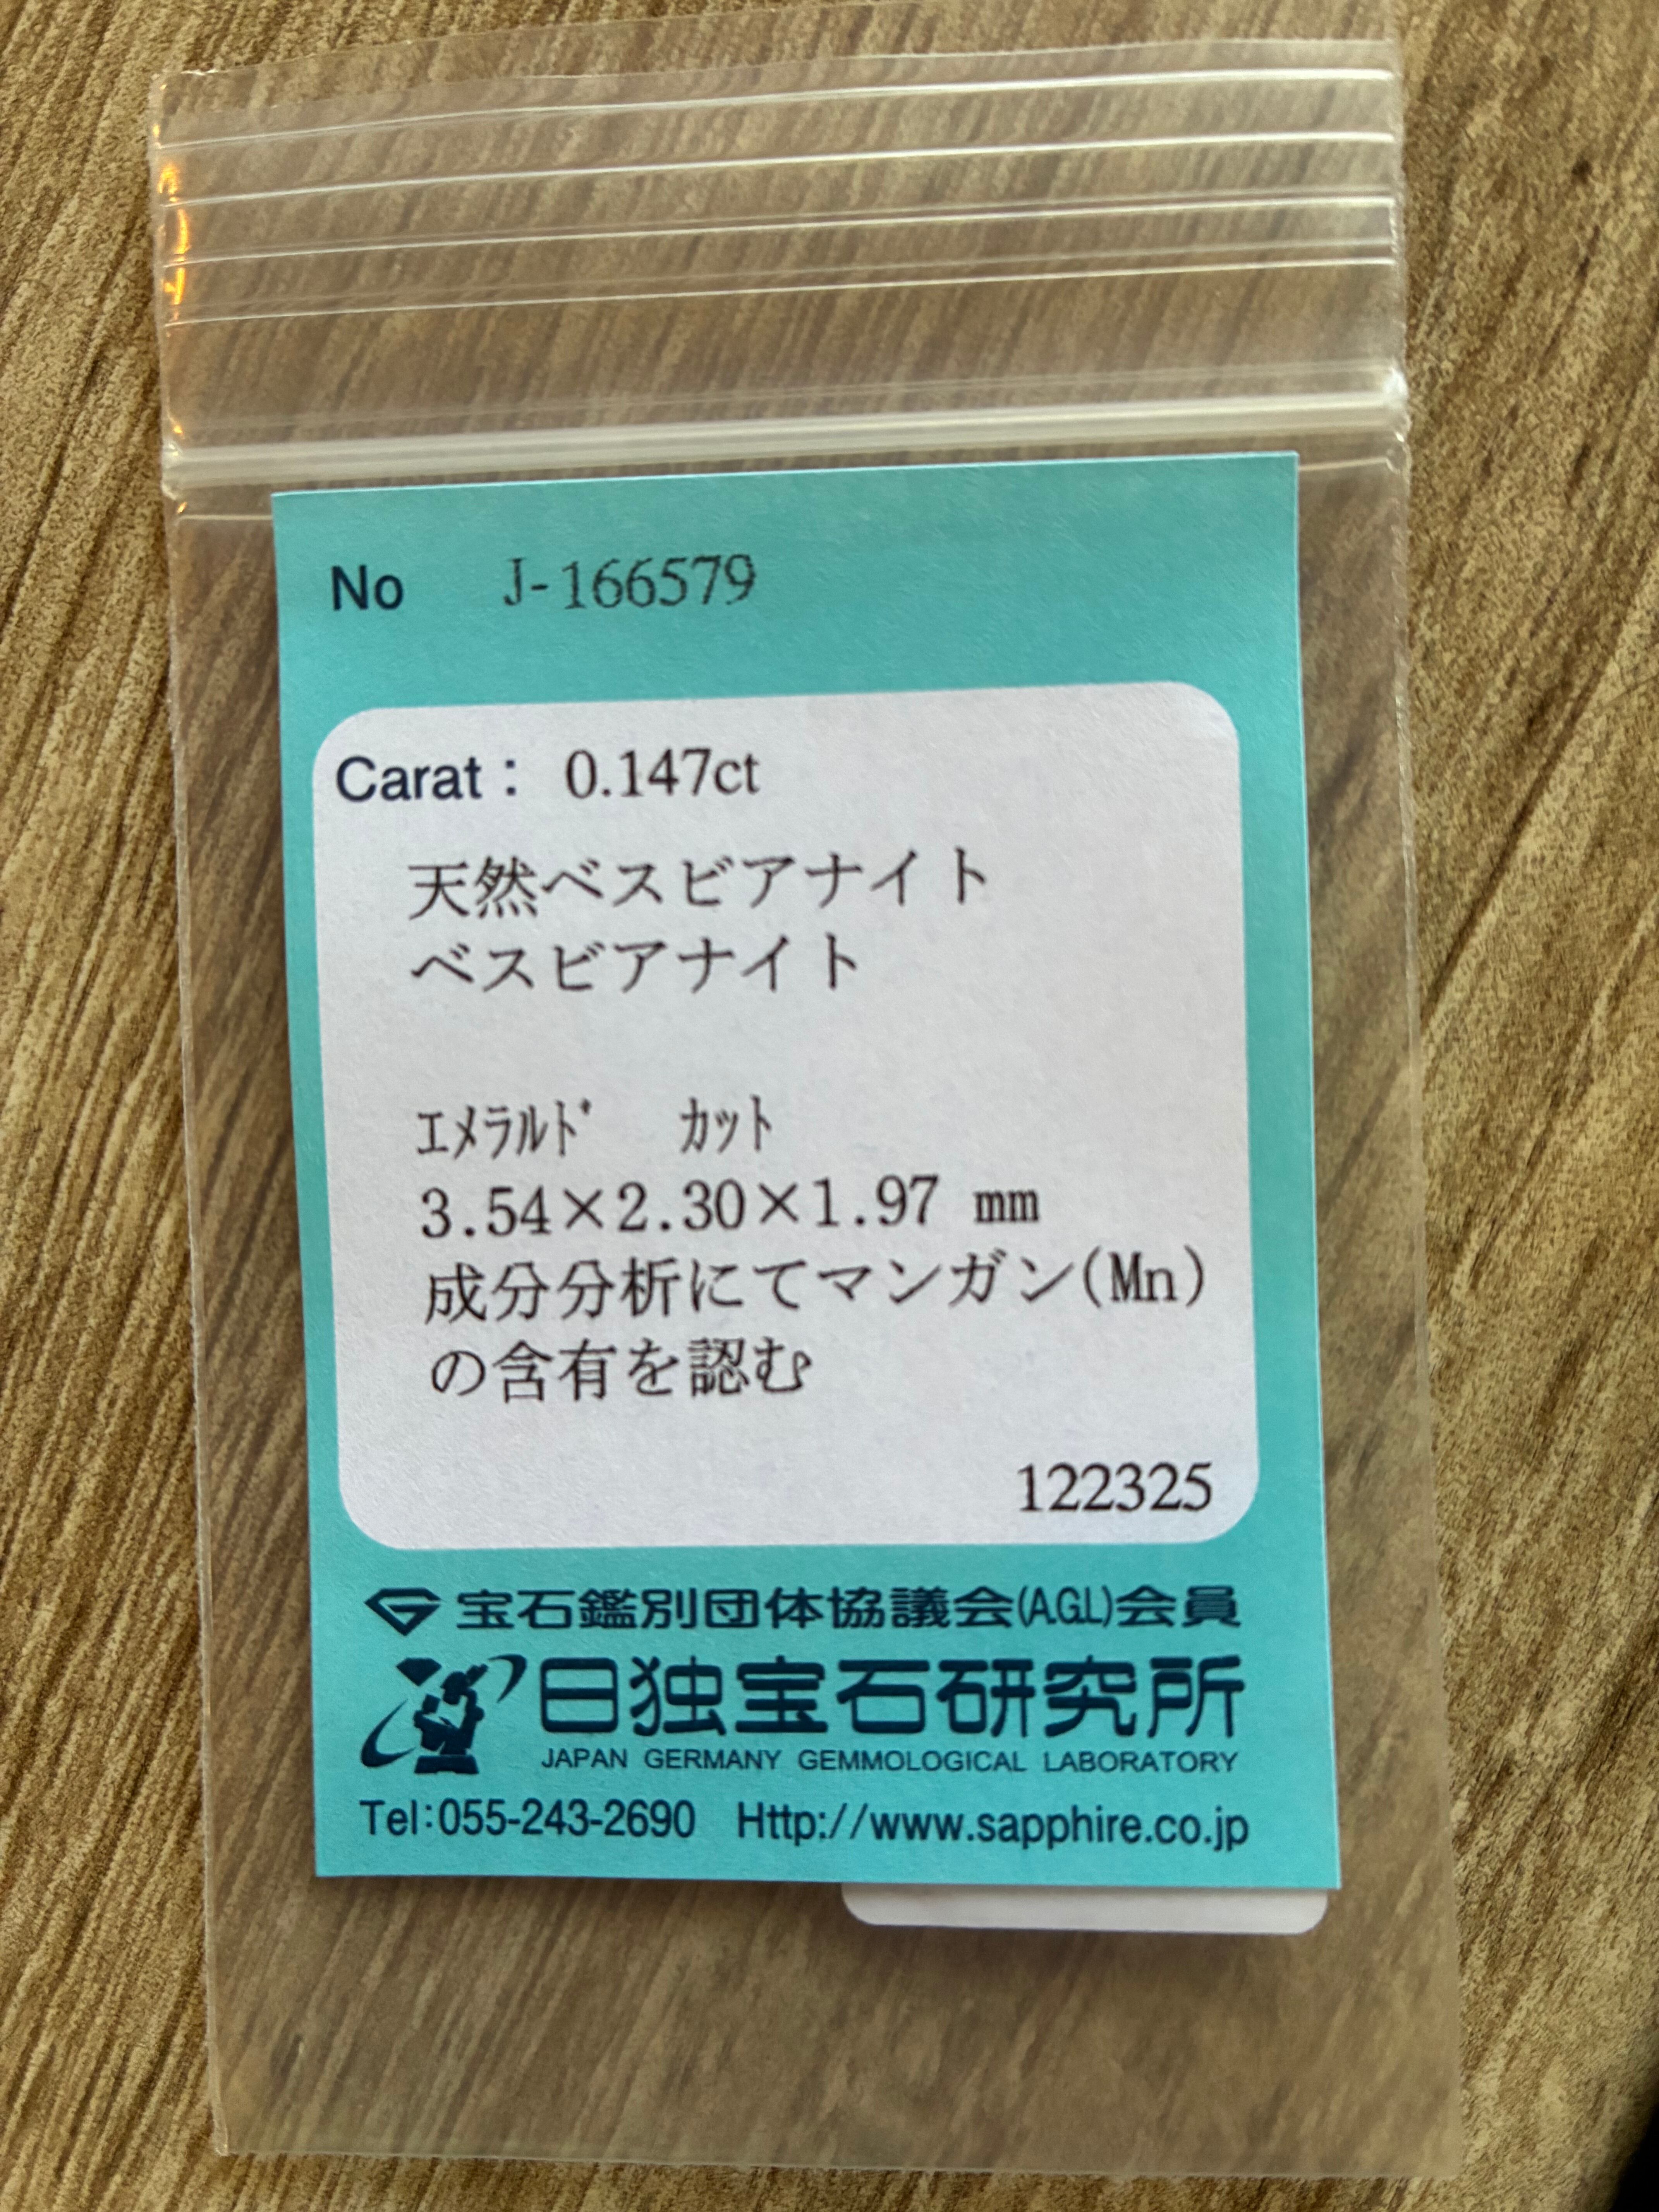 No J-166579
Carat： 0.147ct
天然ベスビアナイト
ベスビアナイト
ｴﾒﾗﾙﾄﾞ ｶｯﾄ
3.54×2.30×1.97 mm
成分分析にてマンガン(Mn)
の含有を認む
122325
宝石鑑別団体協議会(AGL)会員
日独宝石研究所
JAPAN GERMANY GEMMOLOGICAL LABORATORY
Tel:055-243-2690 Http://www.sapphire.co.jp